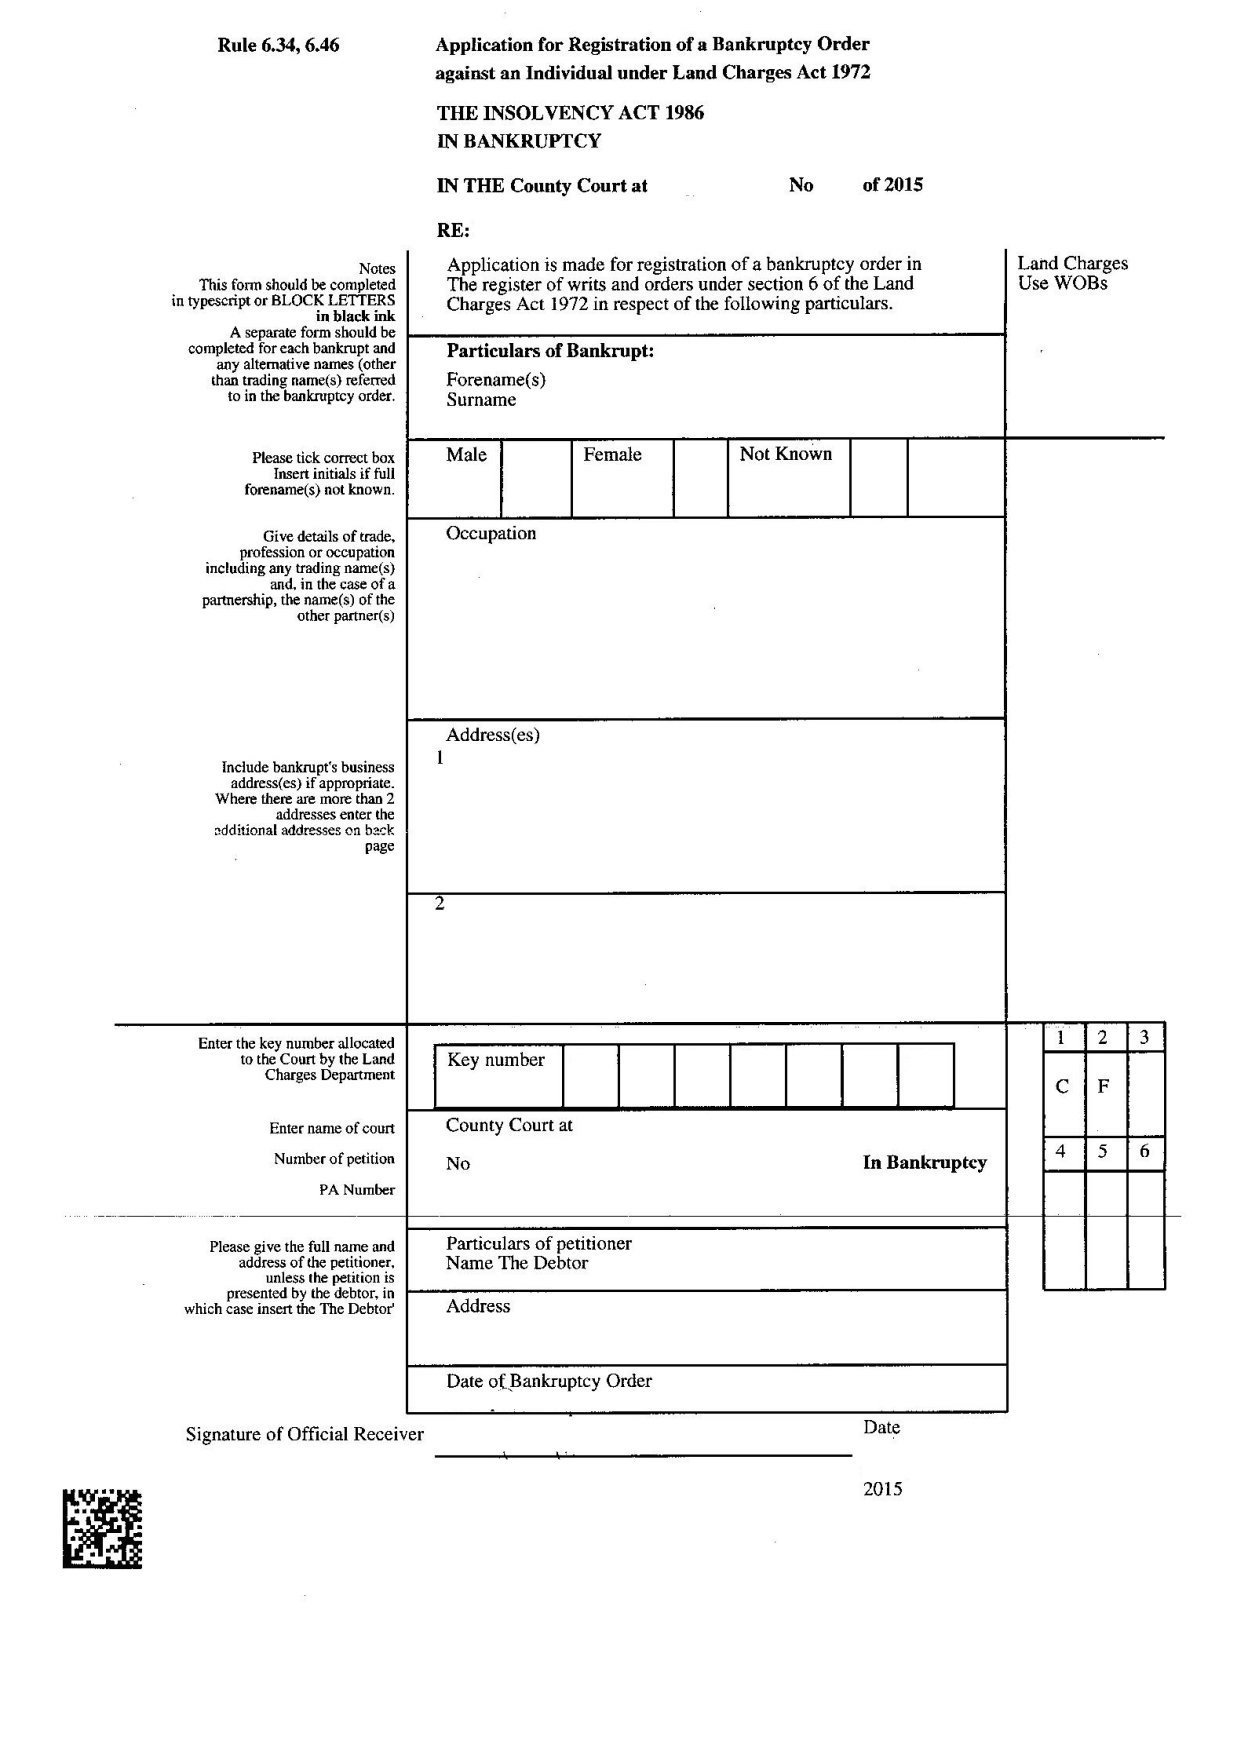 Rule 6.34, 6.46
Application for Registration of a Bankruptcy Order
against an Individual under Land Charges Act 1972
THE INSOLVENCY ACT 1986
IN BANKRUPTCY
IN THE County Court at No of 2015
RE:
Notes
This form should be completed
in typescript or BLOCK LETTERS
in black ink
A separate form should be
completed for each bankrupt and
any alternative names (other
than trading name(s) referred
to in the bankruptcy order.
Application is made for registration of a bankruptcy order in
The register of writs and orders under section 6 of the Land
Charges Act 1972 in respect of the following particulars.
Land Charges
Use WOBs
Particulars of Bankrupt:
Forename(s)
Surname
Please tick correct box
Insert initials if full
forename(s) not known.
Male Female Not Known
Give details of trade,
profession or occupation
including any trading name(s)
and, in the case of a
partnership, the name(s) of the
other partner(s)
Occupation
Address(es)
1
Include bankrupt's business
address(es) if appropriate.
Where there are more than 2
addresses enter the
additional addresses on back
page
2
Enter the key number allocated
to the Court by the Land
Charges Department
Key number
1 2 3
C F
Enter name of court
County Court at
Number of petition
No In Bankruptcy
4 5 6
PA Number
Please give the full name and
address of the petitioner,
unless the petition is
presented by the debtor, in
which case insert the The Debtor'
Particulars of petitioner
Name The Debtor
Address
Date of Bankruptcy Order
Signature of Official Receiver
Date
2015